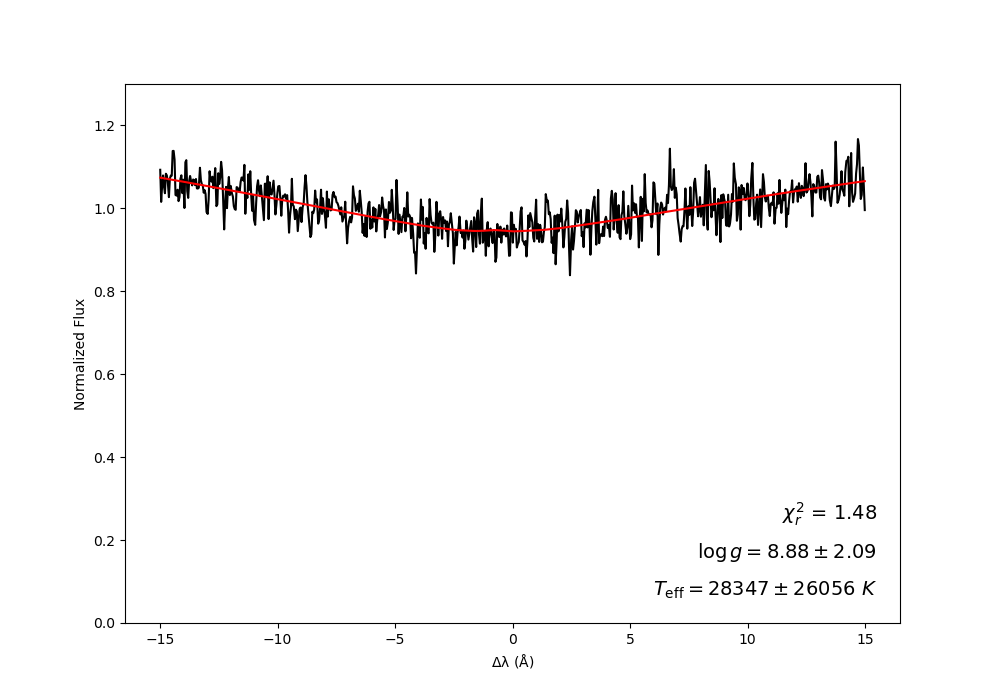 1.2
1.0
0.8
0.6
0.4
0.2
0.0
Normalized Flux
χ²ᵣ = 1.48
log g = 8.88 ± 2.09
T_eff = 28347 ± 26056 K
−15 −10 −5 0 5 10 15
Δλ (Å)